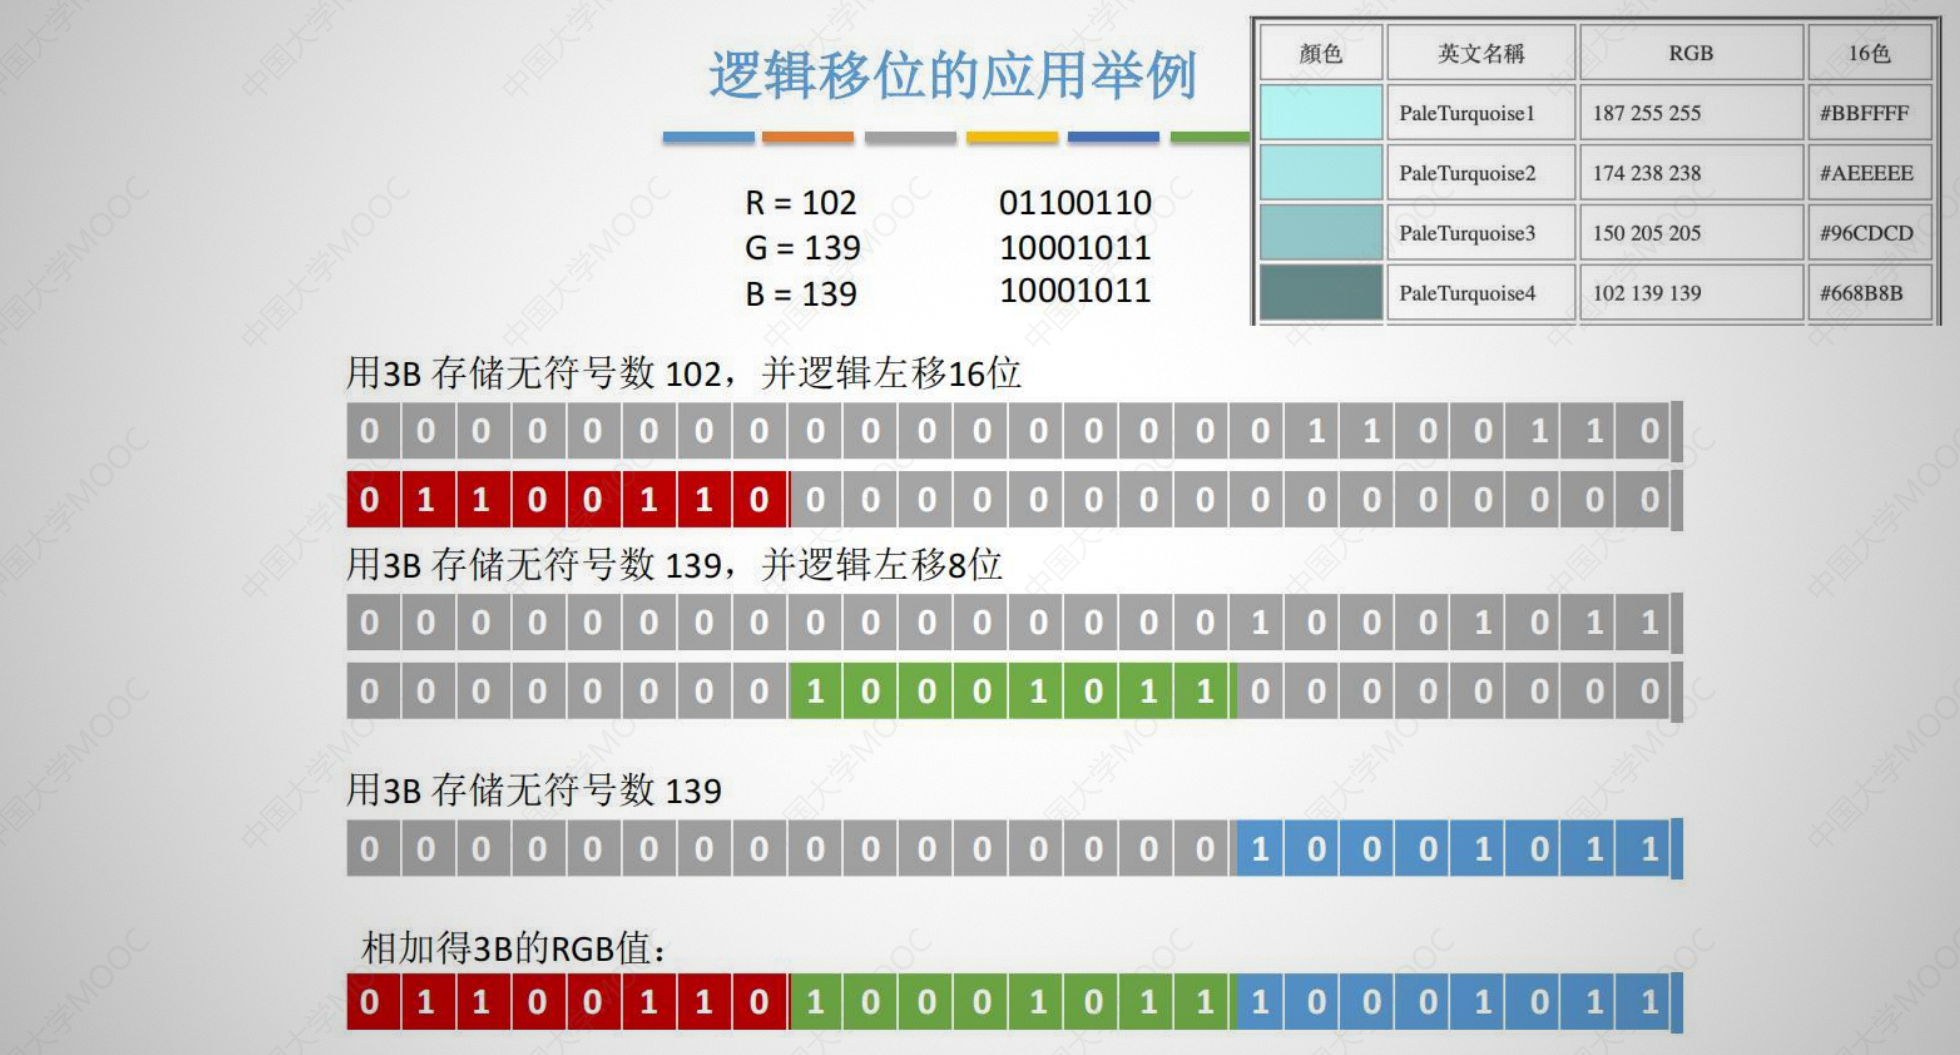 逻辑移位的应用举例
顏色 英文名稱 RGB 16色
PaleTurquoise1 187 255 255 #BBFFFF
PaleTurquoise2 174 238 238 #AEEEEE
PaleTurquoise3 150 205 205 #96CDCD
PaleTurquoise4 102 139 139 #668B8B
R = 102 01100110
G = 139 10001011
B = 139 10001011
用3B 存储无符号数 102，并逻辑左移16位
0 0 0 0 0 0 0 0 0 0 0 0 0 0 0 0 0 1 1 0 0 1 1 0
0 1 1 0 0 1 1 0 0 0 0 0 0 0 0 0 0 0 0 0 0 0 0 0
用3B 存储无符号数 139，并逻辑左移8位
0 0 0 0 0 0 0 0 0 0 0 0 0 0 0 0 1 0 0 0 1 0 1 1
0 0 0 0 0 0 0 0 1 0 0 0 1 0 1 1 0 0 0 0 0 0 0 0
用3B 存储无符号数 139
0 0 0 0 0 0 0 0 0 0 0 0 0 0 0 0 1 0 0 0 1 0 1 1
相加得3B的RGB值：
0 1 1 0 0 1 1 0 1 0 0 0 1 0 1 1 1 0 0 0 1 0 1 1
中国大学MOOC